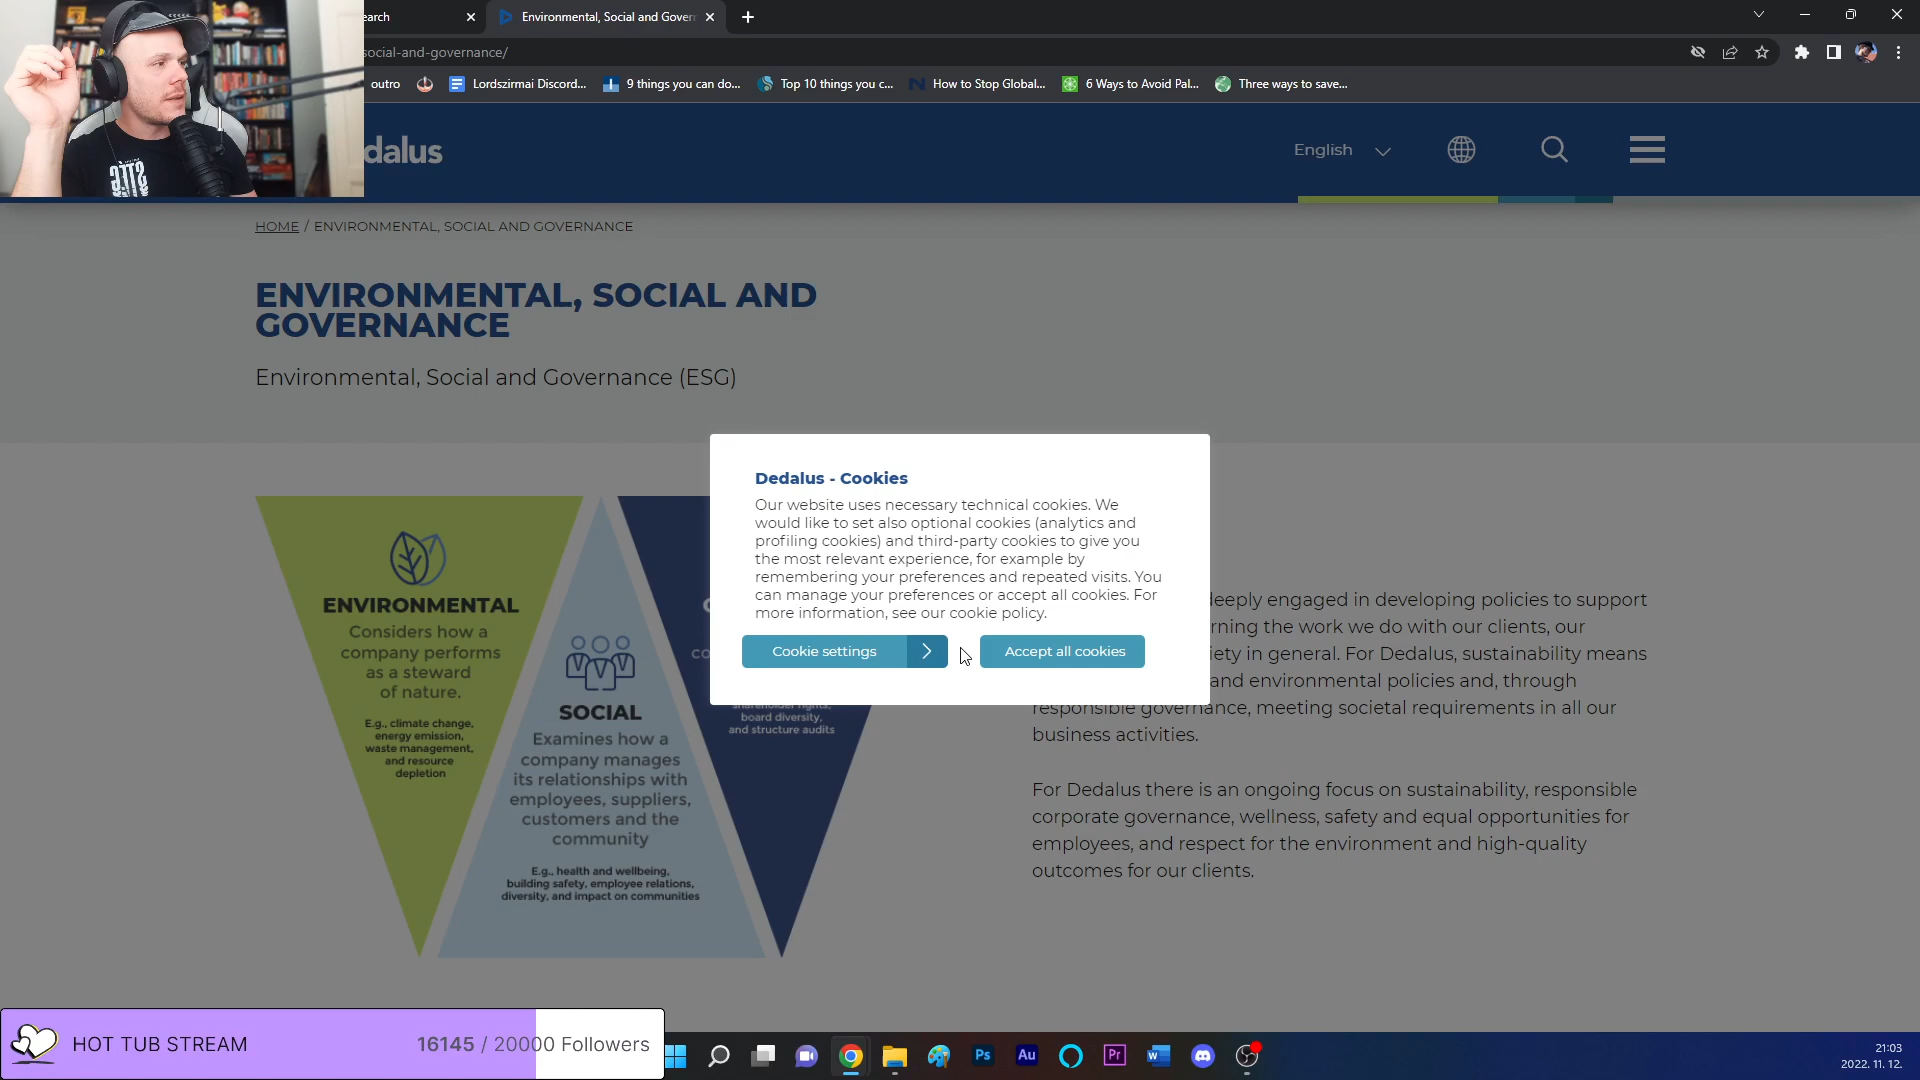 earch
Environmental, Social and Gover
social-and-governance/
outro
Lordszirmai Discord...
9 things you can do...
Top 10 things you c...
How to Stop Global...
6 Ways to Avoid Pal...
Three ways to save...
dalus
English
HOME / ENVIRONMENTAL, SOCIAL AND GOVERNANCE
ENVIRONMENTAL, SOCIAL AND
GOVERNANCE
Environmental, Social and Governance (ESG)
Dedalus - Cookies
Our website uses necessary technical cookies. We
would like to set also optional cookies (analytics and
profiling cookies) and third-party cookies to give you
the most relevant experience, for example by
remembering your preferences and repeated visits. You
can manage your preferences or accept all cookies. For
more information, see our cookie policy.
Cookie settings
Accept all cookies
ENVIRONMENTAL
Considers how a
company performs
as a steward
of nature.
E.g., climate change,
energy emission,
waste management,
and resource
depletion
SOCIAL
Examines how a
company manages
its relationships with
employees, suppliers,
customers and the
community
E.g., health and wellbeing,
building safety, employee relations,
diversity, and impact on communities
shareholder rights,
board diversity,
and structure audits
deeply engaged in developing policies to support
rning the work we do with our clients, our
iety in general. For Dedalus, sustainability means
and environmental policies and, through
responsible governance, meeting societal requirements in all our
business activities.
For Dedalus there is an ongoing focus on sustainability, responsible
corporate governance, wellness, safety and equal opportunities for
employees, and respect for the environment and high-quality
outcomes for our clients.
HOT TUB STREAM
16145 / 20000 Followers
Ps
Au
Pr
21:03
2022. 11. 12.